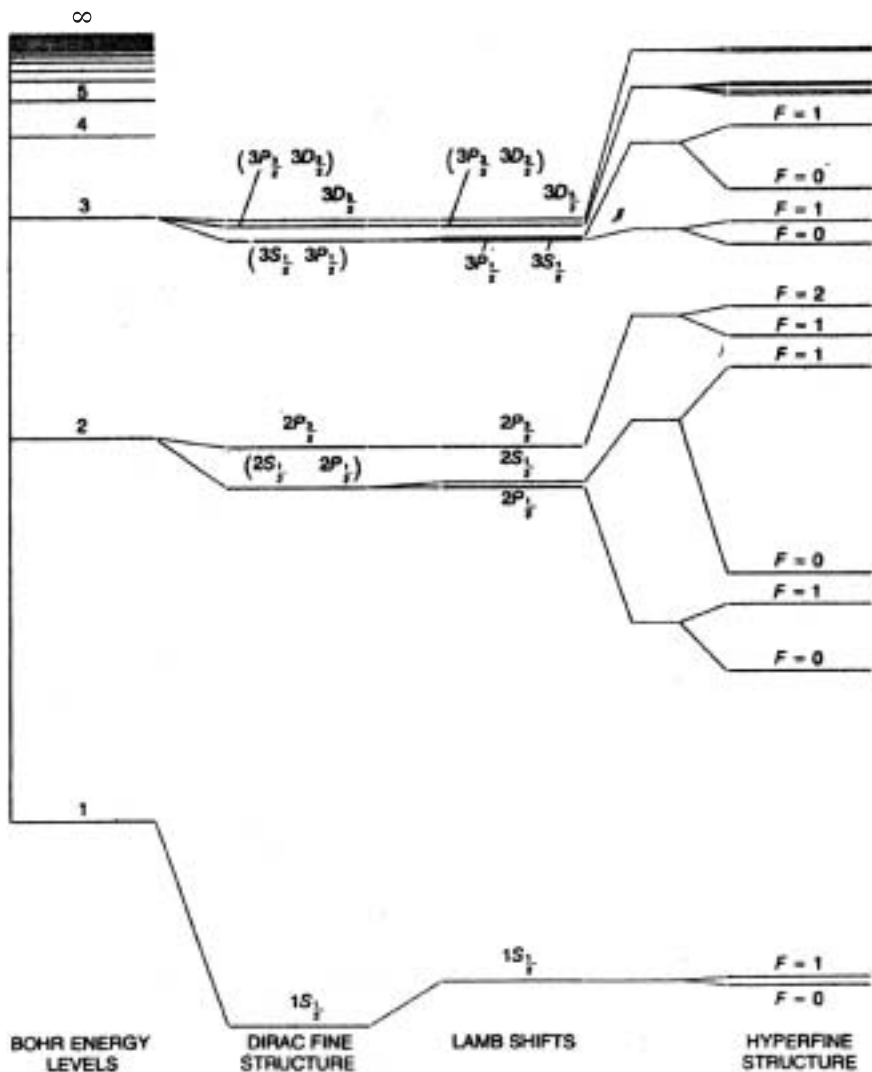 ∞
5
4
3
2
1
(3P3/2 3D3/2)
3D5/2
(3S1/2 3P1/2)
(3P3/2 3D3/2)
3D5/2
3P1/2
3S1/2
2P3/2
(2S1/2 2P1/2)
2P3/2
2S1/2
2P1/2
1S1/2
1S1/2
F = 1
F = 0
F = 1
F = 0
F = 2
F = 1
F = 1
F = 0
F = 1
F = 0
F = 1
F = 0
BOHR ENERGY
LEVELS
DIRAC FINE
STRUCTURE
LAMB SHIFTS
HYPERFINE
STRUCTURE